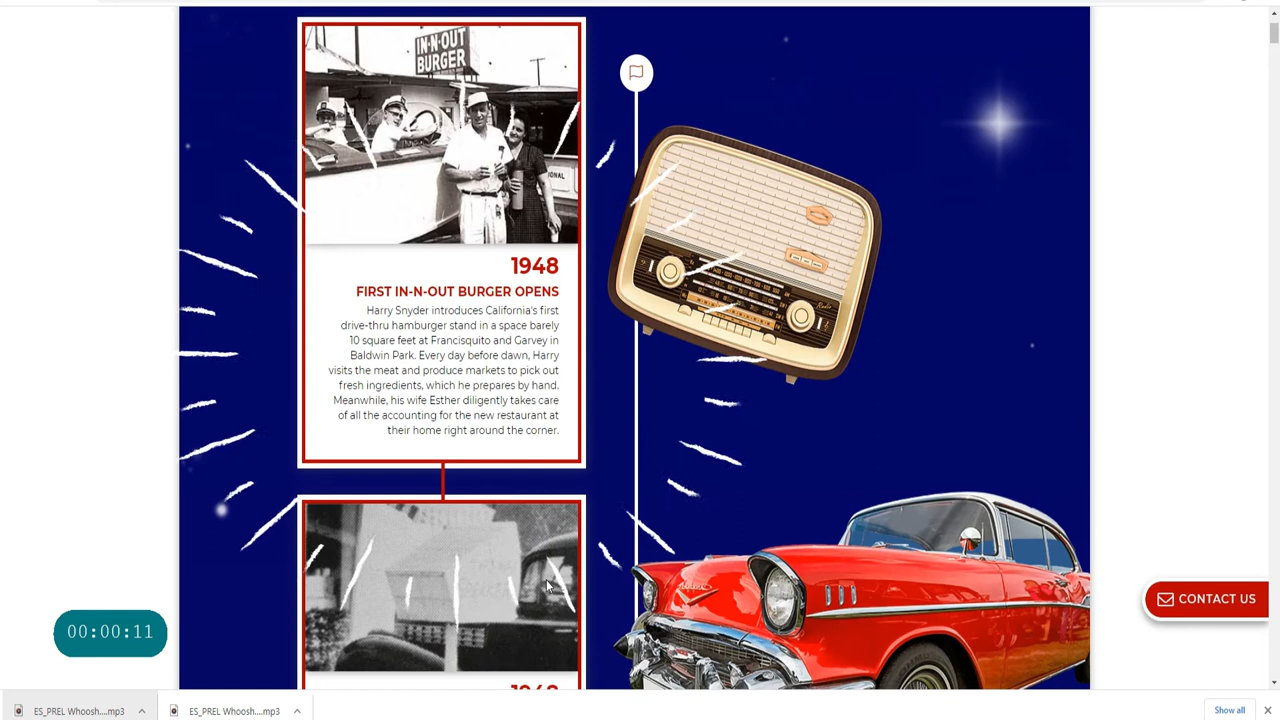 IN-N-OUT
BURGER
ONAL
1948
FIRST IN-N-OUT BURGER OPENS
Harry Snyder introduces California's first
drive-thru hamburger stand in a space barely
10 square feet at Francisquito and Garvey in
Baldwin Park. Every day before dawn, Harry
visits the meat and produce markets to pick out
fresh ingredients, which he prepares by hand.
Meanwhile, his wife Esther diligently takes care
of all the accounting for the new restaurant at
their home right around the corner.
CONTACT US
00:00:11
ES_PREL Whoosh....mp3
ES_PREL Whoosh....mp3
Show all